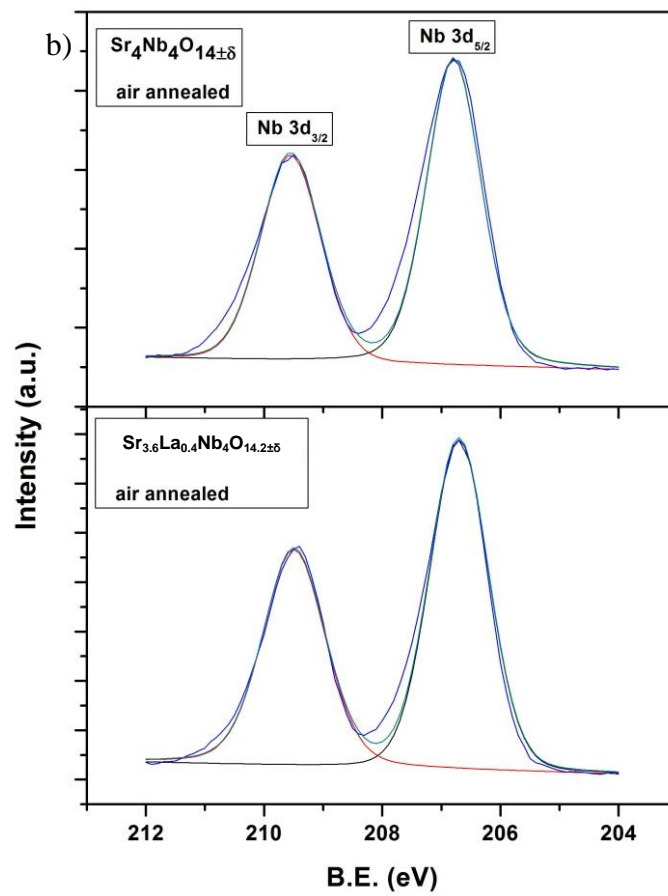 b)
Sr₄Nb₄O₁₄±δ
air annealed
Nb 3d₅/₂
Nb 3d₃/₂
Sr₃.₆La₀.₄Nb₄O₁₄.₂±δ
air annealed
Intensity (a.u.)
212 210 208 206 204
B.E. (eV)